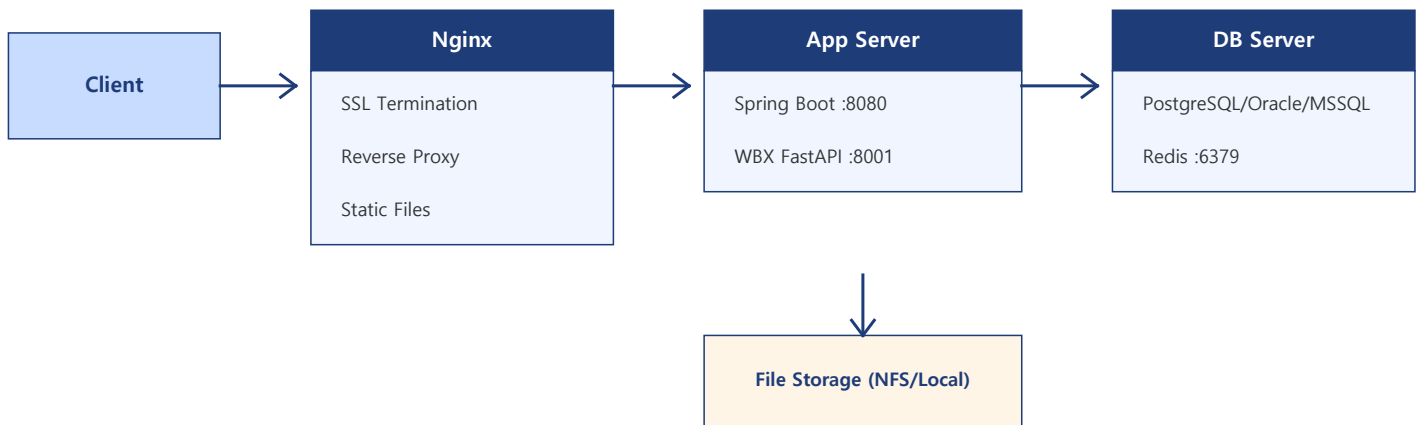 Client
Nginx
SSL Termination
Reverse Proxy
Static Files
App Server
Spring Boot :8080
WBX FastAPI :8001
DB Server
PostgreSQL/Oracle/MSSQL
Redis :6379
File Storage (NFS/Local)